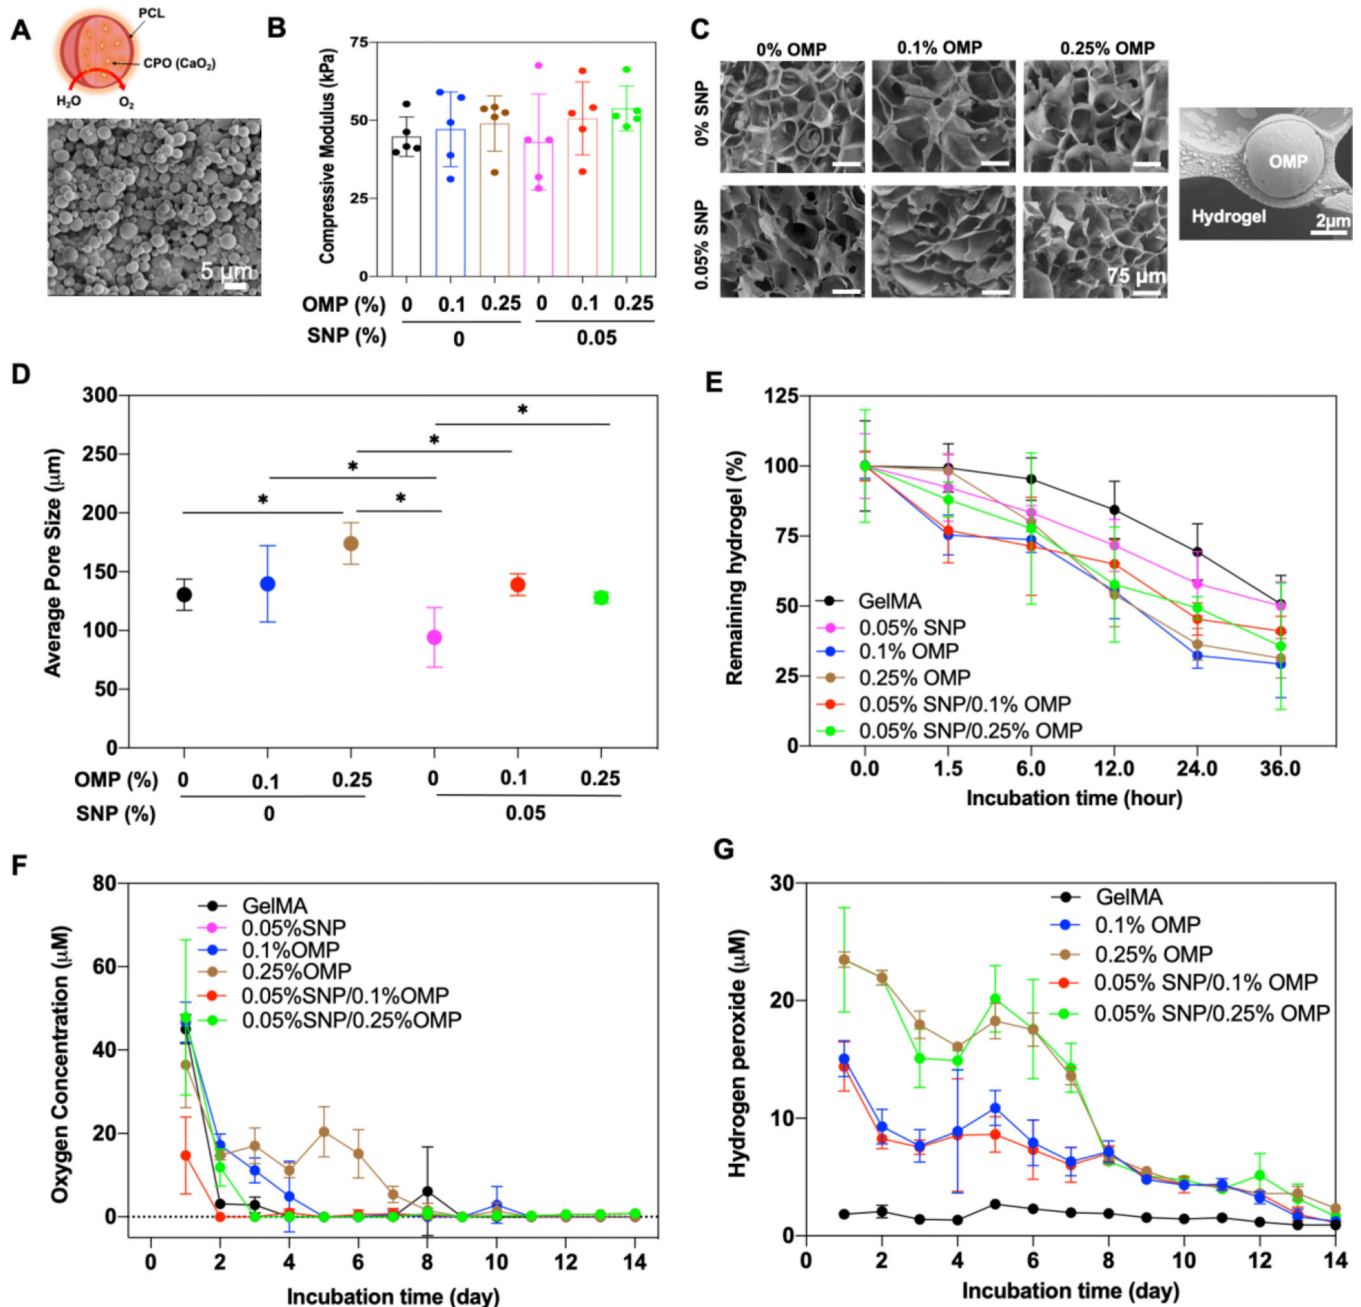 A
PCL
CPO (CaO₂)
H₂O
O₂
5 μm
B
Compressive Modulus (kPa)
75
50
25
0
OMP (%)
0
0.1
0.25
0
0.1
0.25
SNP (%)
0
0.05
C
0% OMP
0.1% OMP
0.25% OMP
0% SNP
0.05% SNP
75 μm
OMP
Hydrogel
2μm
D
Average Pore Size (μm)
300
250
200
150
100
50
0
*
*
*
*
*
OMP (%)
0
0.1
0.25
0
0.1
0.25
SNP (%)
0
0.05
E
Remaining hydrogel (%)
125
100
75
50
25
0
GelMA
0.05% SNP
0.1% OMP
0.25% OMP
0.05% SNP/0.1% OMP
0.05% SNP/0.25% OMP
0.0
1.5
6.0
12.0
24.0
36.0
Incubation time (hour)
F
Oxygen Concentration (μM)
80
60
40
20
0
GelMA
0.05%SNP
0.1%OMP
0.25%OMP
0.05%SNP/0.1%OMP
0.05%SNP/0.25%OMP
0
2
4
6
8
10
12
14
Incubation time (day)
G
Hydrogen peroxide (μM)
30
20
10
0
GelMA
0.1% OMP
0.25% OMP
0.05% SNP/0.1% OMP
0.05% SNP/0.25% OMP
0
2
4
6
8
10
12
14
Incubation time (day)